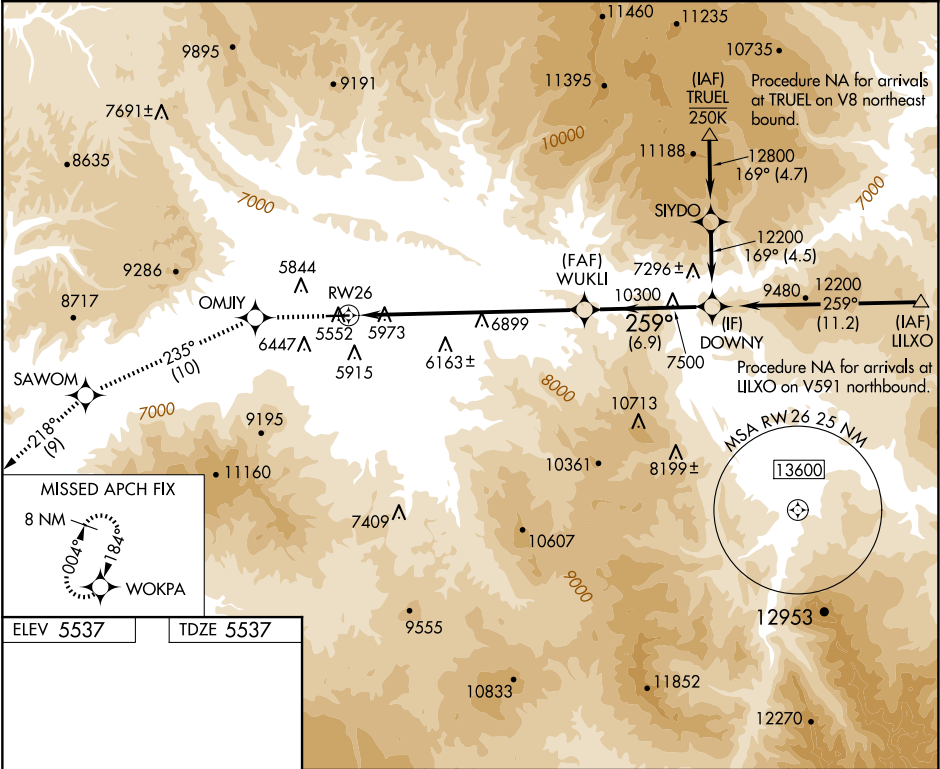 11460
11235
9895
10735
9191
11395
(IAF)
TRUEL
250K
Procedure NA for arrivals
at TRUEL on V8 northeast
bound.
7691±
10000
11188
12800
169° (4.7)
8635
7000
7000
SIYDO
12200
169° (4.5)
(FAF)
WUKLI
7296±
9286
5844
OMJIY
RW26
10300
9480
12200
259°
(11.2)
8717
5552
5973
6899
259°
(6.9)
(IF)
DOWNY
(IAF)
LILXO
6447
5915
6163±
7500
235°
(10)
Procedure NA for arrivals at
LILXO on V591 northbound.
SAWOM
8000
7000
218°
(9)
9195
10713
MSA RW 26 25 NM
11160
10361
8199±
13600
MISSED APCH FIX
8 NM
004°
184°
WOKPA
7409
10607
9000
ELEV 5537
TDZE 5537
9555
12953
10833
11852
12270